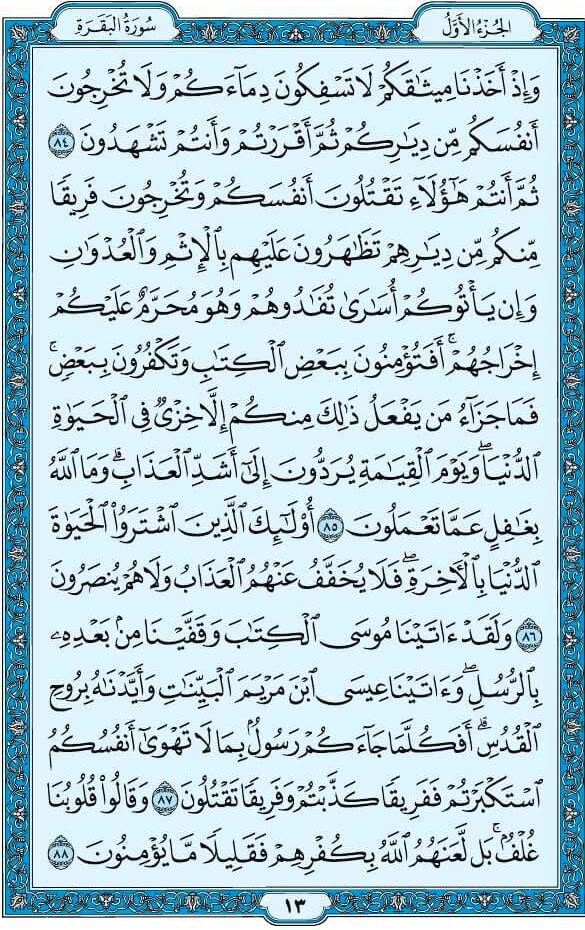 الجُزءُ الأَوَّلُ
سُورَةُ البَقَرَةِ
وَإِذْ أَخَذْنَا مِيثَٰقَكُمْ لَا تَسْفِكُونَ دِمَآءَكُمْ وَلَا تُخْرِجُونَ
أَنفُسَكُم مِّن دِيَٰرِكُمْ ثُمَّ أَقْرَرْتُمْ وَأَنتُمْ تَشْهَدُونَ ٨٤
ثُمَّ أَنتُمْ هَٰٓؤُلَآءِ تَقْتُلُونَ أَنفُسَكُمْ وَتُخْرِجُونَ فَرِيقًا
مِّنكُم مِّن دِيَٰرِهِمْ تَظَٰهَرُونَ عَلَيْهِم بِٱلْإِثْمِ وَٱلْعُدْوَٰنِ
وَإِن يَأْتُوكُمْ أُسَٰرَىٰ تُفَٰدُوهُمْ وَهُوَ مُحَرَّمٌ عَلَيْكُمْ
إِخْرَاجُهُمْ ۚ أَفَتُؤْمِنُونَ بِبَعْضِ ٱلْكِتَٰبِ وَتَكْفُرُونَ بِبَعْضٍ ۚ
فَمَا جَزَآءُ مَن يَفْعَلُ ذَٰلِكَ مِنكُمْ إِلَّا خِزْىٌ فِى ٱلْحَيَوٰةِ
ٱلدُّنْيَا ۖ وَيَوْمَ ٱلْقِيَٰمَةِ يُرَدُّونَ إِلَىٰٓ أَشَدِّ ٱلْعَذَابِ ۗ وَمَا ٱللَّهُ
بِغَٰفِلٍ عَمَّا تَعْمَلُونَ ٨٥ أُو۟لَٰٓئِكَ ٱلَّذِينَ ٱشْتَرَوُا۟ ٱلْحَيَوٰةَ
ٱلدُّنْيَا بِٱلْءَاخِرَةِ ۖ فَلَا يُخَفَّفُ عَنْهُمُ ٱلْعَذَابُ وَلَا هُمْ يُنصَرُونَ
٨٦ وَلَقَدْ ءَاتَيْنَا مُوسَى ٱلْكِتَٰبَ وَقَفَّيْنَا مِنۢ بَعْدِهِۦ
بِٱلرُّسُلِ ۖ وَءَاتَيْنَا عِيسَى ٱبْنَ مَرْيَمَ ٱلْبَيِّنَٰتِ وَأَيَّدْنَٰهُ بِرُوحِ
ٱلْقُدُسِ ۗ أَفَكُلَّمَا جَآءَكُمْ رَسُولٌۢ بِمَا لَا تَهْوَىٰٓ أَنفُسُكُمُ
ٱسْتَكْبَرْتُمْ فَفَرِيقًا كَذَّبْتُمْ وَفَرِيقًا تَقْتُلُونَ ٨٧ وَقَالُوا۟ قُلُوبُنَا
غُلْفٌۢ ۚ بَل لَّعَنَهُمُ ٱللَّهُ بِكُفْرِهِمْ فَقَلِيلًا مَّا يُؤْمِنُونَ ٨٨
١٣